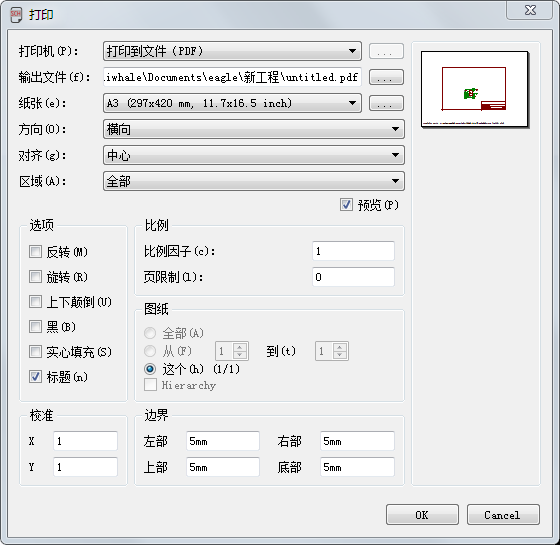 打印
打印机(P): 打印到文件 (PDF) ...
输出文件(f): .iwhale\Documents\eagle\新工程\untitled.pdf ...
纸张(e): A3 (297x420 mm, 11.7x16.5 inch) ...
方向(O): 横向
对齐(g): 中心
区域(A): 全部
预览(P)
选项
反转(M)
旋转(R)
上下颠倒(U)
黑(B)
实心填充(S)
标题(n)
比例
比例因子(c): 1
页限制(l): 0
图纸
全部(A)
从(F) 1 到(t) 1
这个(h) (1/1)
Hierarchy
校准
X 1
Y 1
边界
左部 5mm 右部 5mm
上部 5mm 底部 5mm
OK Cancel